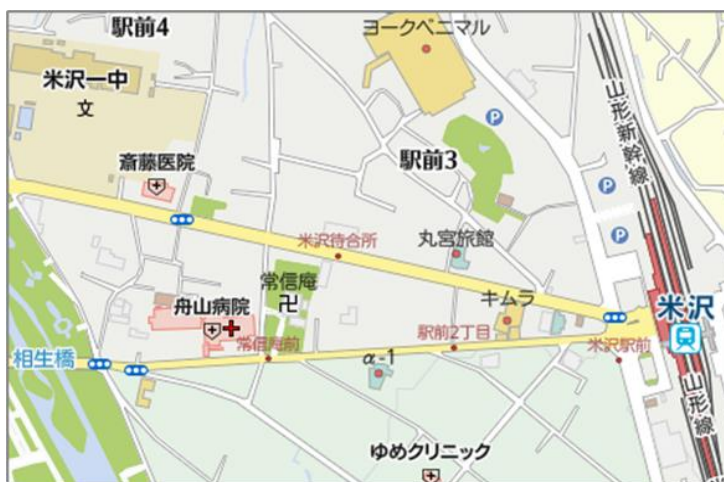 駅前4
ヨークベニマル
米沢一中
文
山形新幹線
P
斎藤医院
駅前3
P
米沢待合所
丸宮旅館
P
常信庵
卍
キムラ
米沢
舟山病院
駅前2丁目
常信庵前
米沢駅前
相生橋
α-1
山形線
ゆめクリニック